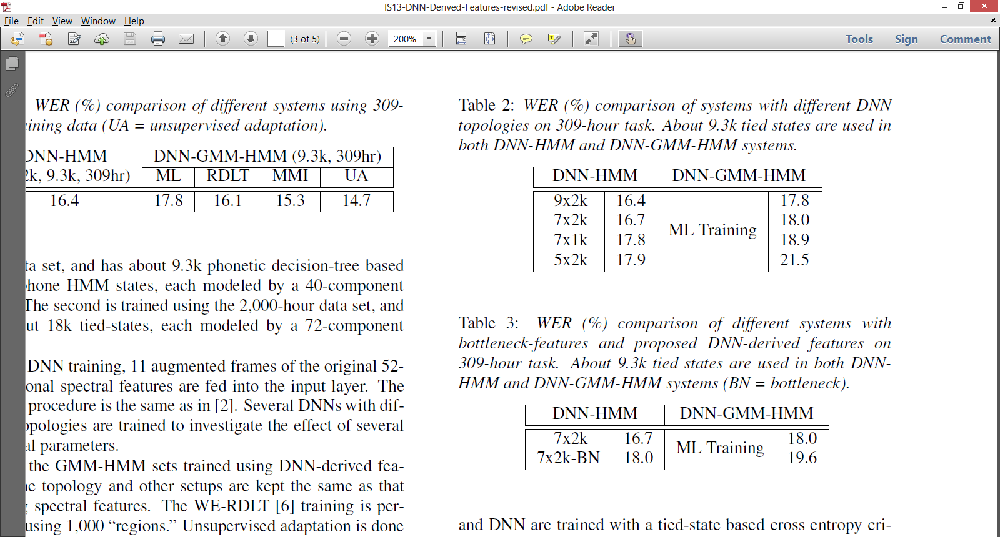 IS13-DNN-Derived-Features-revised.pdf - Adobe Reader
File Edit View Window Help
(3 of 5) 200% Tools Sign Comment
WER (%) comparison of different systems using 309-
ining data (UA = unsupervised adaptation).
DNN-HMM DNN-GMM-HMM (9.3k, 309hr)
2k, 9.3k, 309hr) ML RDLT MMI UA
16.4 17.8 16.1 15.3 14.7
ta set, and has about 9.3k phonetic decision-tree based
hone HMM states, each modeled by a 40-component
The second is trained using the 2,000-hour data set, and
ut 18k tied-states, each modeled by a 72-component
DNN training, 11 augmented frames of the original 52-
onal spectral features are fed into the input layer. The
procedure is the same as in [2]. Several DNNs with dif-
opologies are trained to investigate the effect of several
al parameters.
the GMM-HMM sets trained using DNN-derived fea-
e topology and other setups are kept the same as that
g spectral features. The WE-RDLT [6] training is per-
using 1,000 “regions.” Unsupervised adaptation is done
Table 2: WER (%) comparison of systems with different DNN
topologies on 309-hour task. About 9.3k tied states are used in
both DNN-HMM and DNN-GMM-HMM systems.
DNN-HMM DNN-GMM-HMM
9x2k 16.4 17.8
7x2k 16.7 18.0
ML Training
7x1k 17.8 18.9
5x2k 17.9 21.5
Table 3: WER (%) comparison of different systems with
bottleneck-features and proposed DNN-derived features on
309-hour task. About 9.3k tied states are used in both DNN-
HMM and DNN-GMM-HMM systems (BN = bottleneck).
DNN-HMM DNN-GMM-HMM
7x2k 16.7 18.0
ML Training
7x2k-BN 18.0 19.6
and DNN are trained with a tied-state based cross entropy cri-